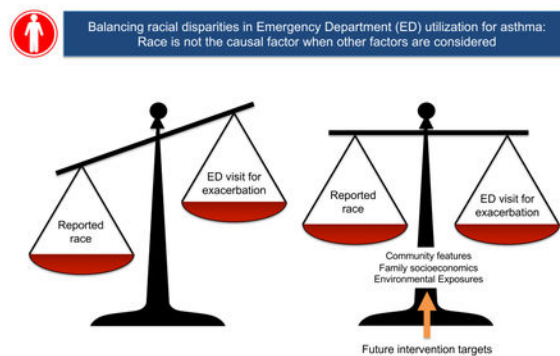 Balancing racial disparities in Emergency Department (ED) utilization for asthma:
Race is not the causal factor when other factors are considered
Reported
race
ED visit for
exacerbation
Reported
race
ED visit for
exacerbation
Community features
Family socioeconomics
Environmental Exposures
Future intervention targets